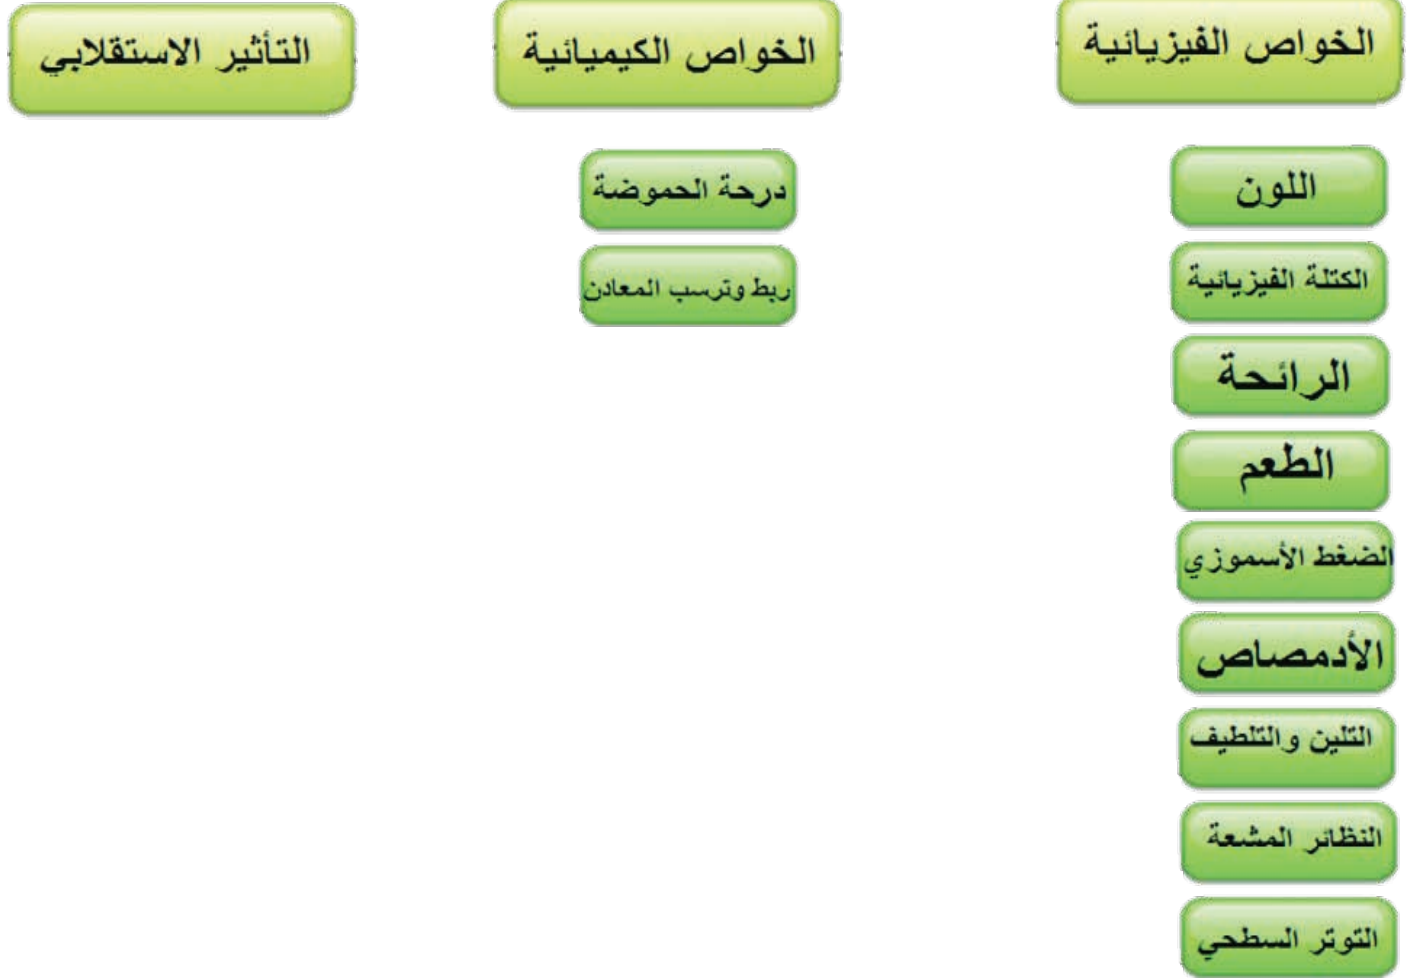 الخواص الفيزيائية
الخواص الكيميائية
التأثير الاستقلابي
اللون
الكتلة الفيزيائية
الرائحة
الطعم
الضغط الأسموزي
الأدمصاص
التلين والتلطيف
النظائر المشعة
التوتر السطحي
درحة الحموضة
ربط وترسب المعادن